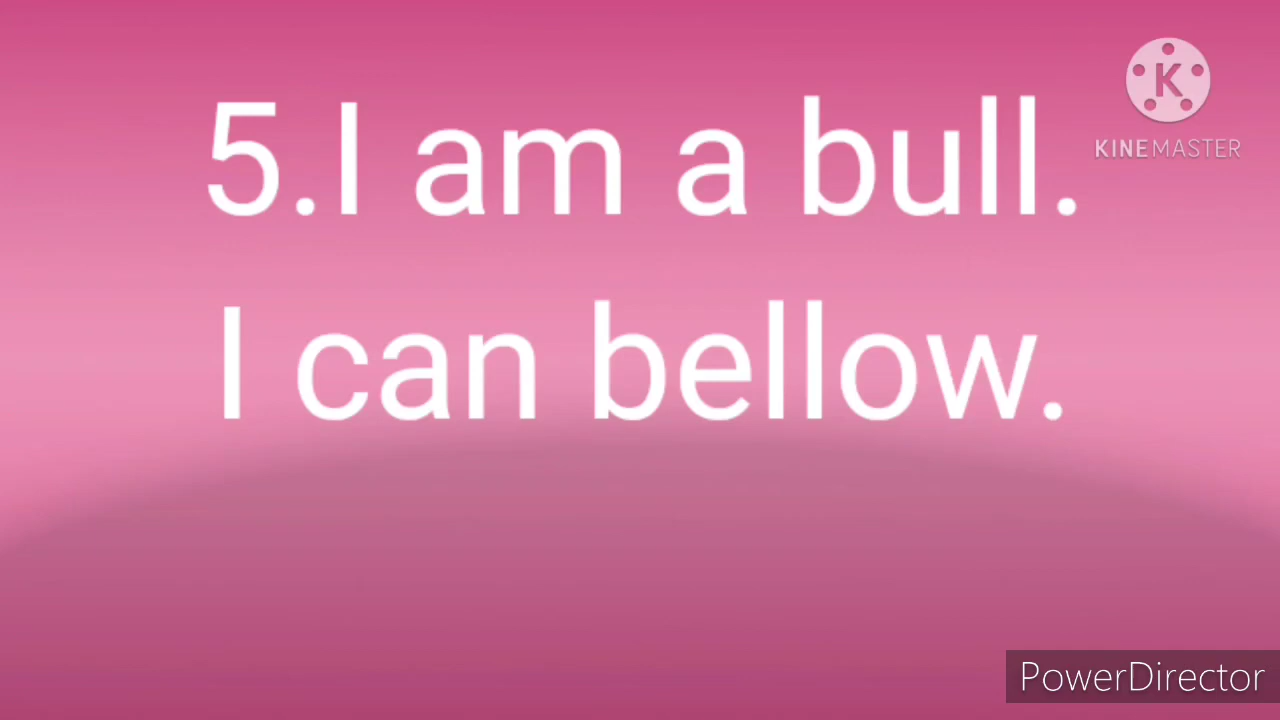 5.I am a bull.
K
KINEMASTER
I can bellow.
PowerDirector